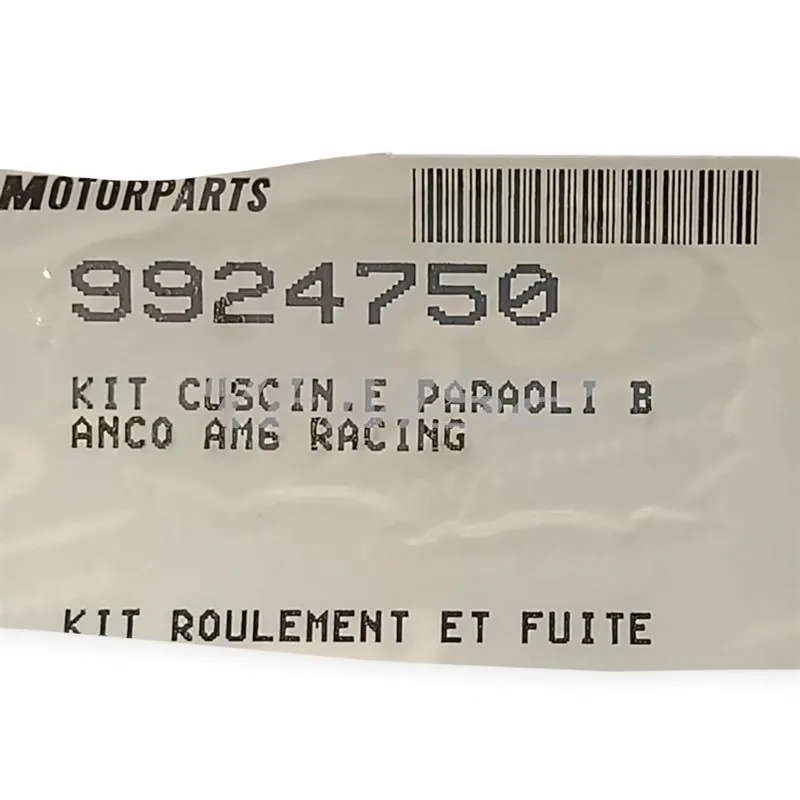 MOTORPARTS
9924750
KIT CUSCIN.E PARAOLI B
ANCO AM6 RACING
KIT ROULEMENT ET FUITE